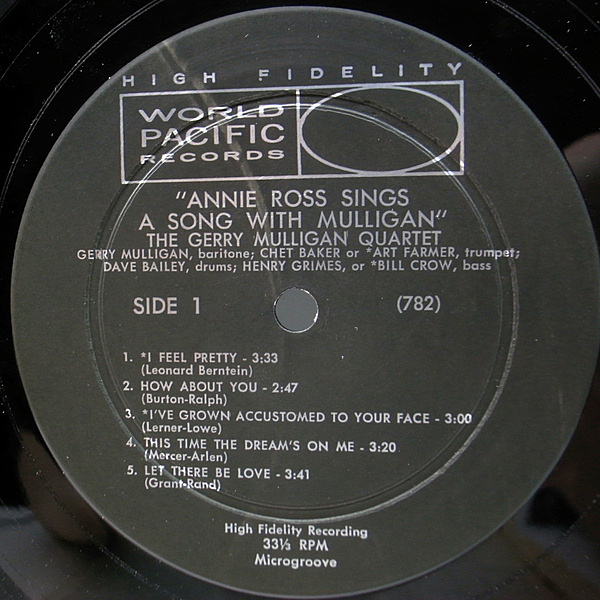 HIGH FIDELITY
WORLD
PACIFIC
RECORDS
"ANNIE ROSS SINGS
A SONG WITH MULLIGAN"
THE GERRY MULLIGAN QUARTET
GERRY MULLIGAN, baritone; CHET BAKER or *ART FARMER, trumpet;
DAVE BAILEY, drums; HENRY GRIMES, or *BILL CROW, bass
SIDE 1 (782)
1. *I FEEL PRETTY - 3:33
(Leonard Berntein)
2. HOW ABOUT YOU - 2:47
(Burton-Ralph)
3. *I'VE GROWN ACCUSTOMED TO YOUR FACE - 3:00
(Lerner-Lowe)
4. THIS TIME THE DREAM'S ON ME - 3:20
(Mercer-Arlen)
5. LET THERE BE LOVE - 3:41
(Grant-Rand)
High Fidelity Recording
33⅓ RPM
Microgroove